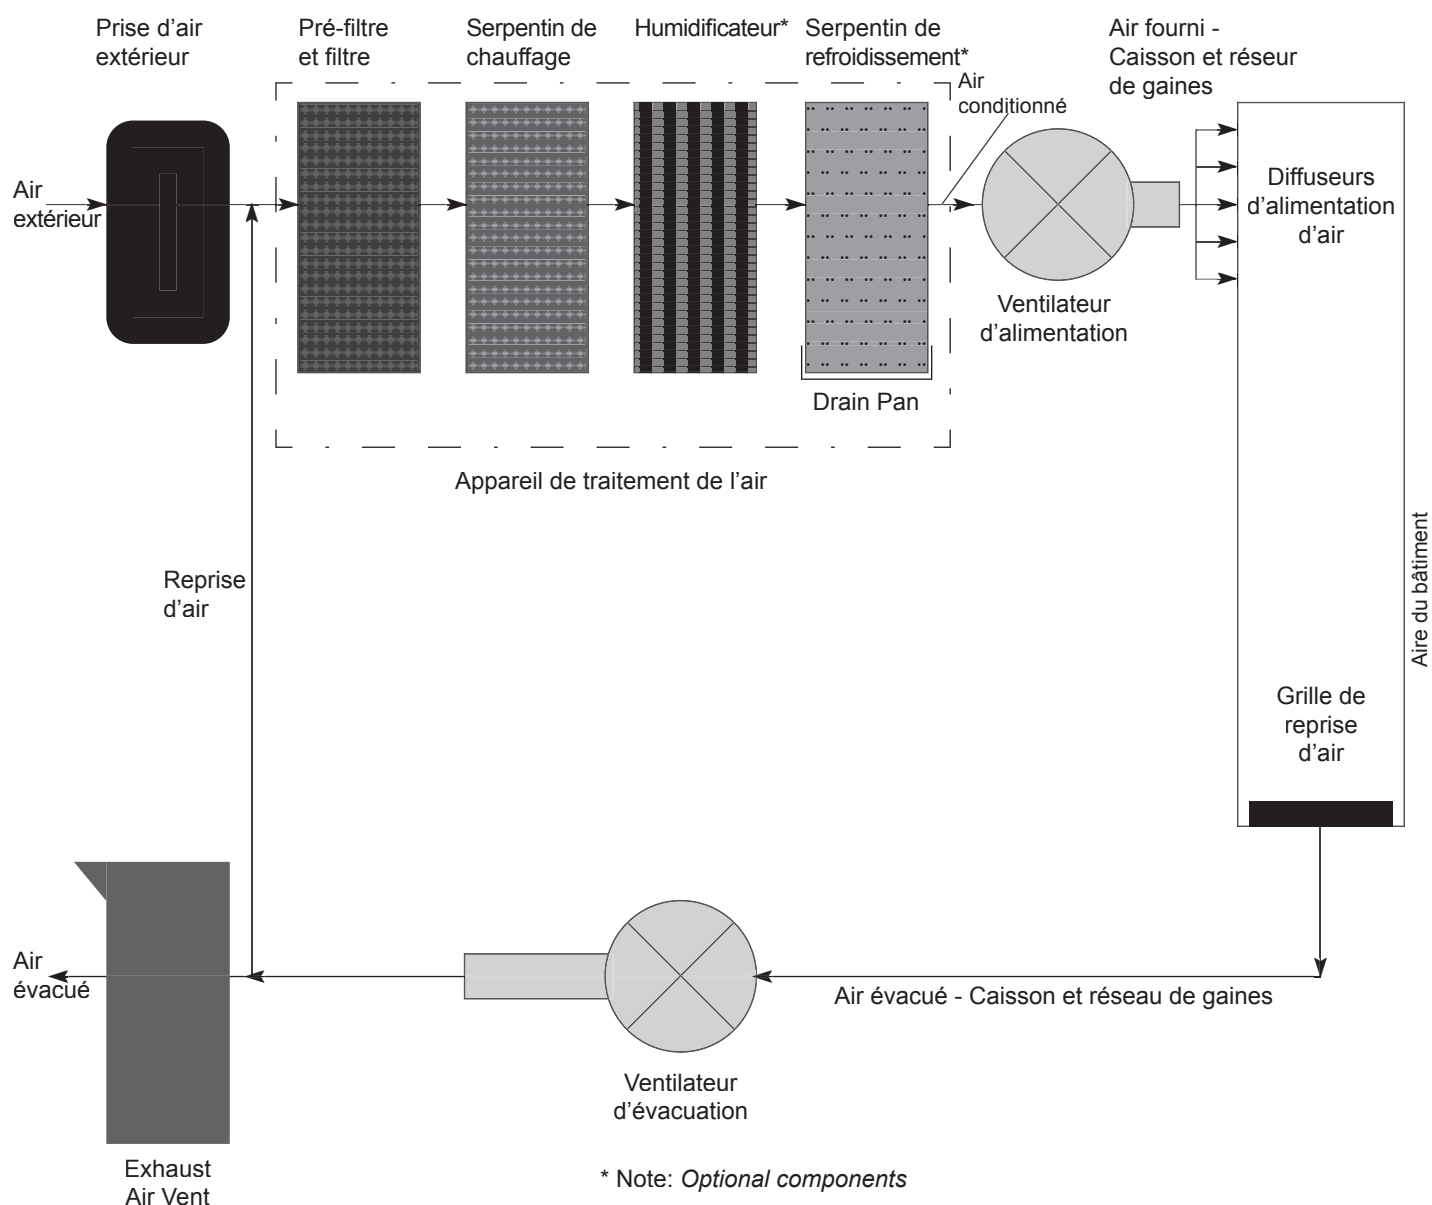 Prise d'air
extérieur
Pré-filtre
et filtre
Serpentin de
chauffage
Humidificateur*
Serpentin de
refroidissement*
Air fourni -
Caisson et réseur
de gaines
Air
conditionné
Air
extérieur
Diffuseurs
d'alimentation
d'air
Ventilateur
d'alimentation
Drain Pan
Appareil de traitement de l'air
Reprise
d'air
Aire du bâtiment
Grille de
reprise
d'air
Air
évacué
Air évacué - Caisson et réseau de gaines
Ventilateur
d'évacuation
Exhaust
Air Vent
* Note: Optional components